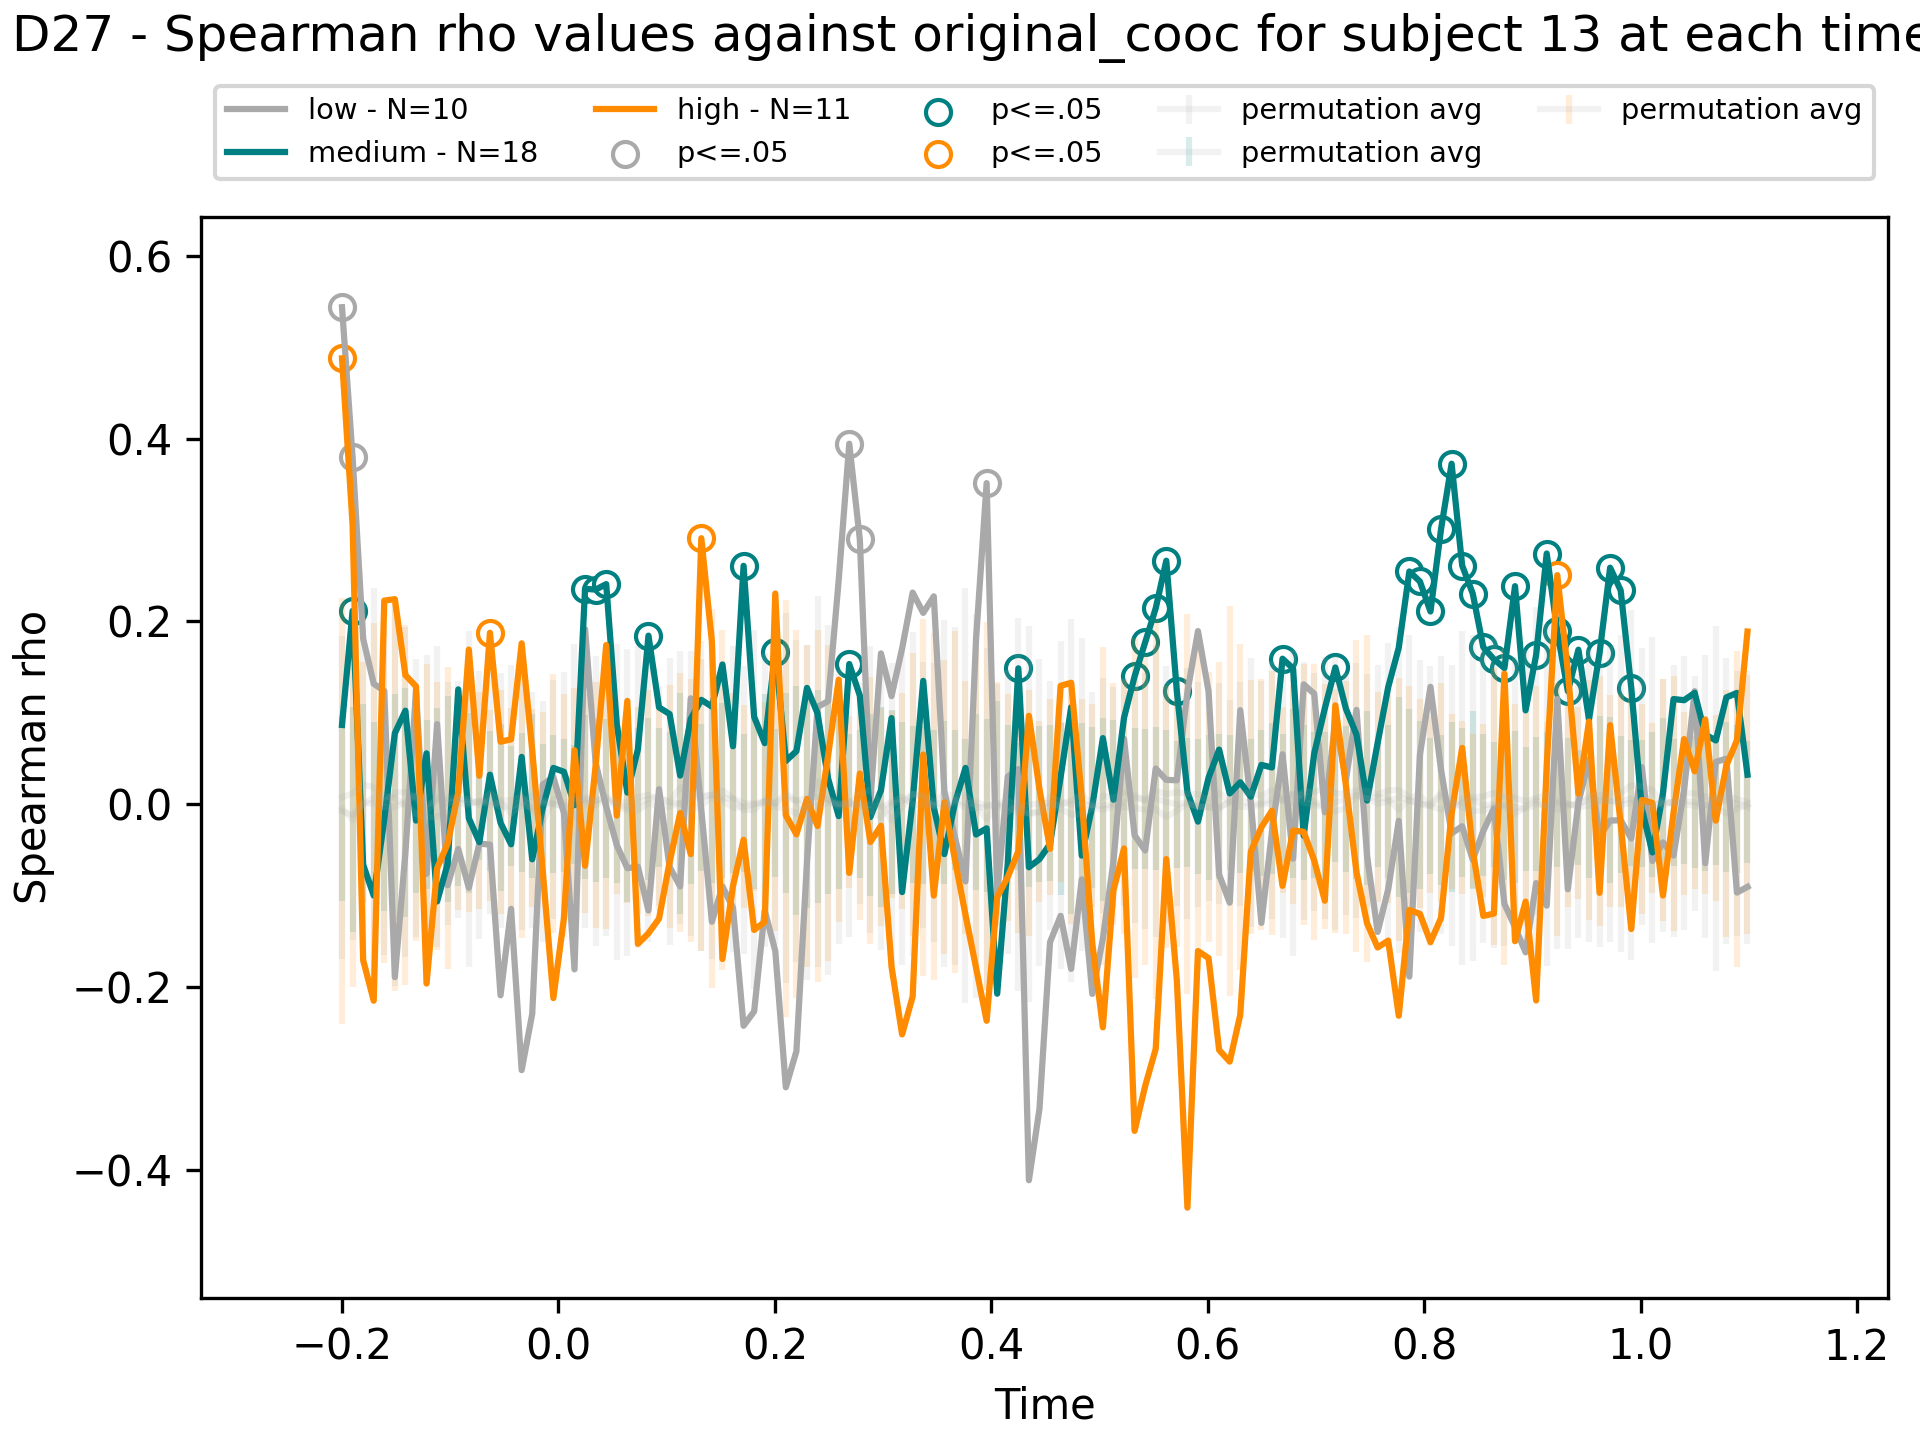 D27 - Spearman rho values against original_cooc for subject 13 at each time
low - N=10
medium - N=18
high - N=11
p<=.05
p<=.05
p<=.05
permutation avg
permutation avg
permutation avg
Spearman rho
0.6
0.4
0.2
0.0
−0.2
−0.4
−0.2
0.0
0.2
0.4
0.6
0.8
1.0
1.2
Time